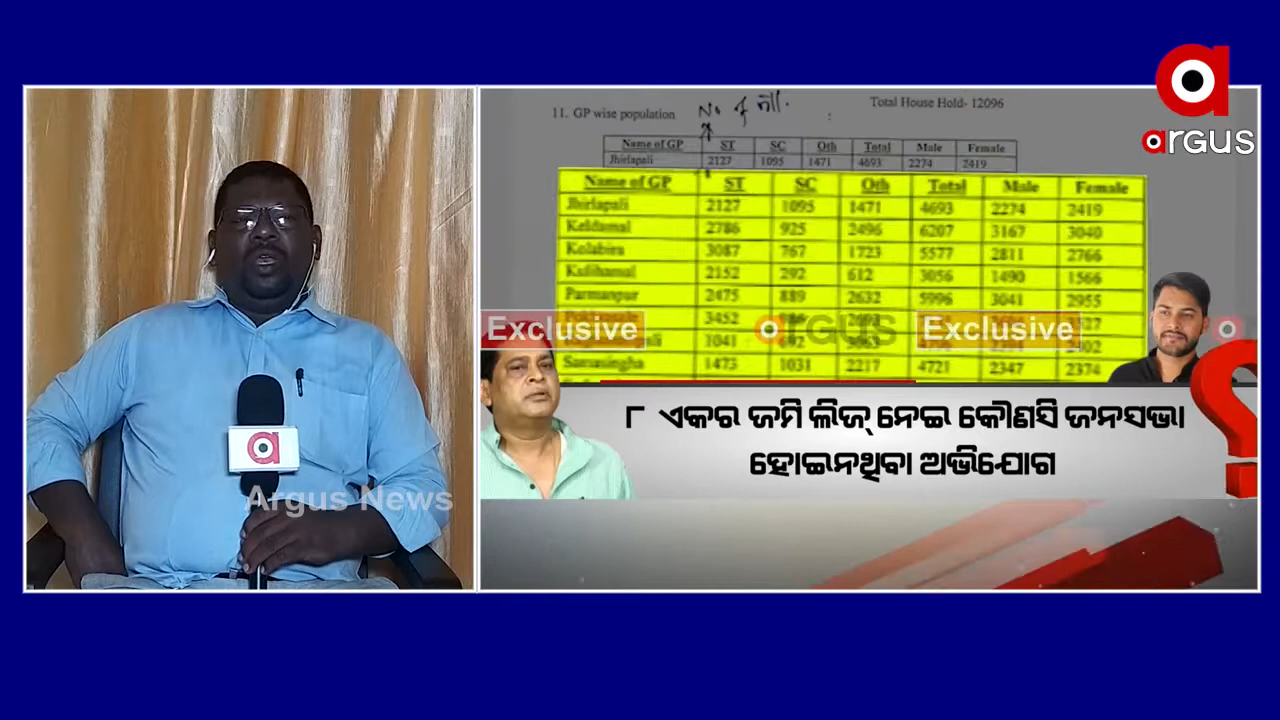 argus
11. GP wise population
Total House Hold- 12096
Name of GP ST SC Oth Total Male Female
Jhirlapali 2127 1095 1471 4693 2274 2419
Name of GP ST SC Oth Total Male Female
Jhirlapali 2127 1095 1471 4693 2274 2419
Keldamal 2786 925 2496 6207 3167 3040
Kolabira 3087 767 1723 5577 2811 2766
Kulihamal 2152 292 612 3056 1490 1566
Parmanpur 2475 889 2632 5996 3041 2955
3452
1041
1473 1031 2217 4721 2347 2374
Exclusive
argus
Exclusive
୮ ଏକର ଜମି ଲିଜ୍ ନେଇ କୌଣସି ଜନସଭା
ହୋଇନଥିବା ଅଭିଯୋଗ
Argus News